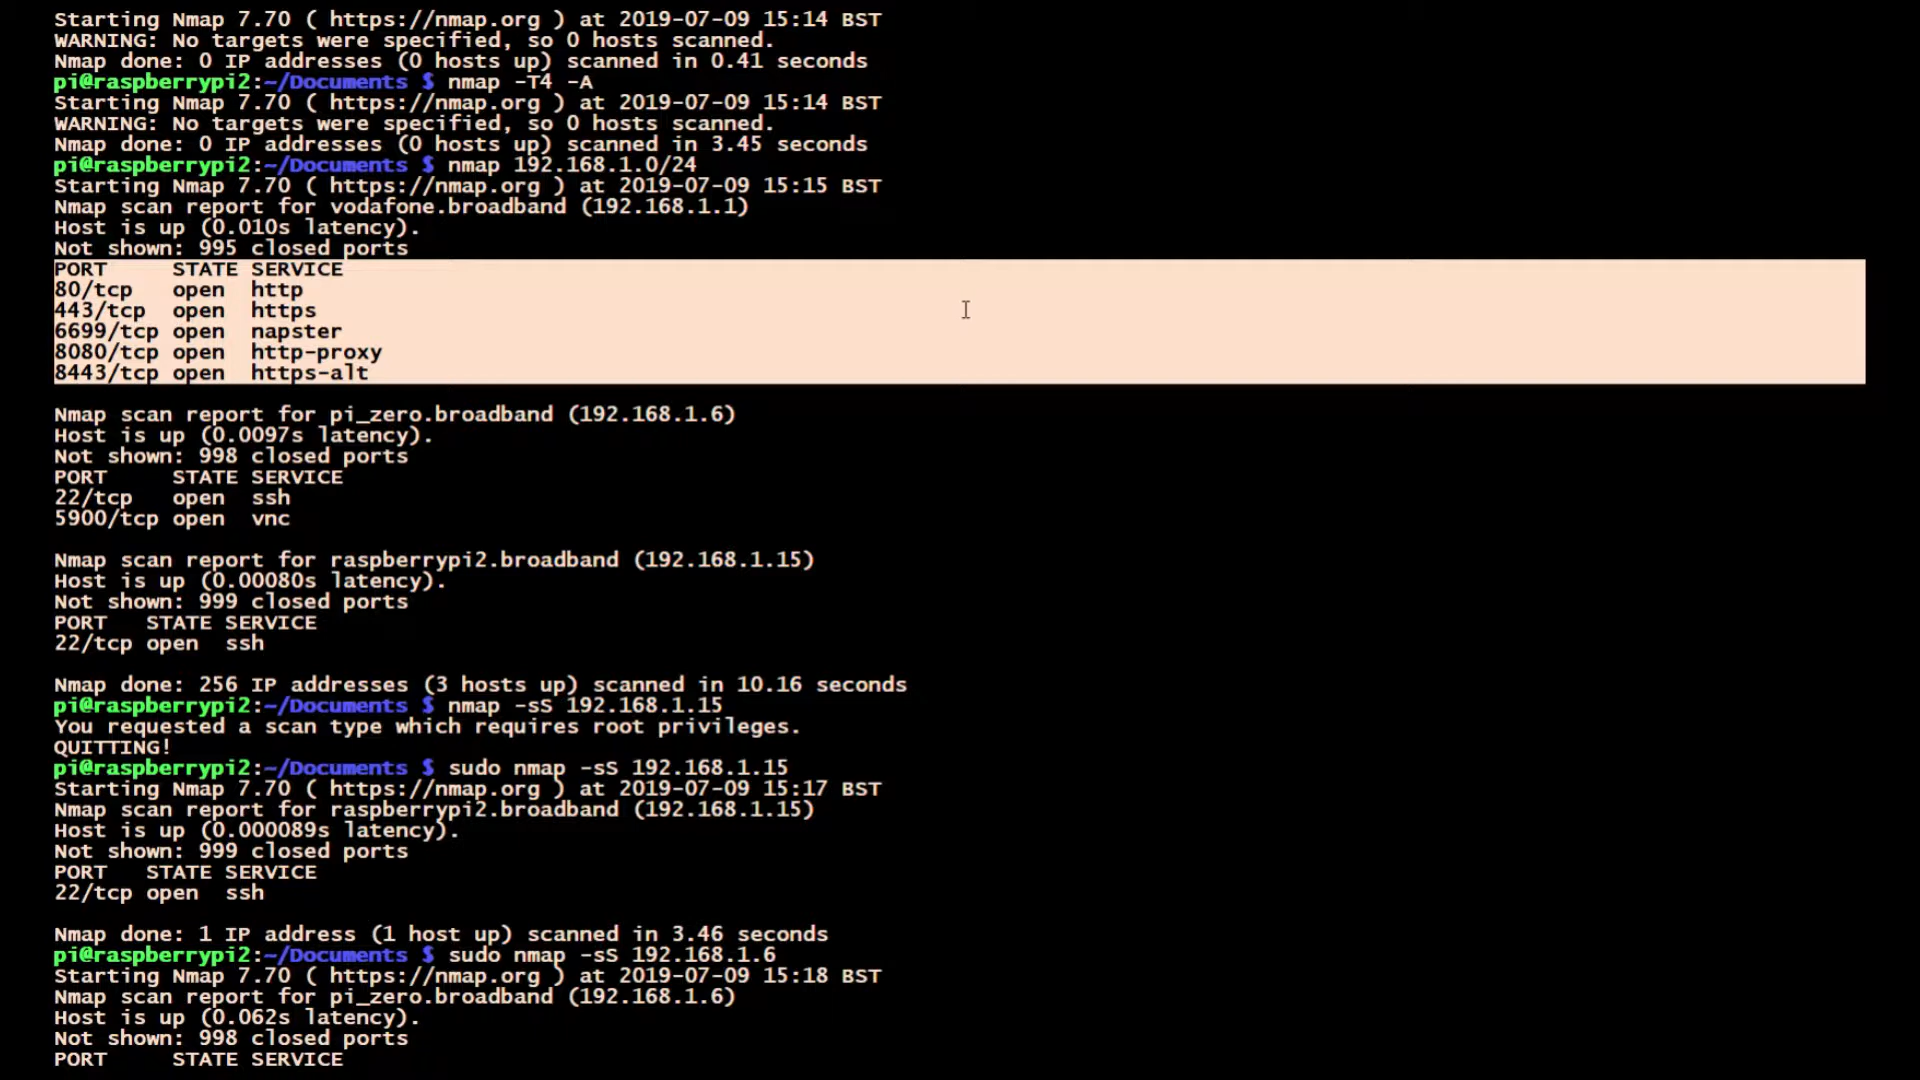 Starting Nmap 7.70 ( https://nmap.org ) at 2019-07-09 15:14 BST
WARNING: No targets were specified, so 0 hosts scanned.
Nmap done: 0 IP addresses (0 hosts up) scanned in 0.41 seconds
pi@raspberrypi2:~/Documents $ nmap -T4 -A
Starting Nmap 7.70 ( https://nmap.org ) at 2019-07-09 15:14 BST
WARNING: No targets were specified, so 0 hosts scanned.
Nmap done: 0 IP addresses (0 hosts up) scanned in 3.45 seconds
pi@raspberrypi2:~/Documents $ nmap 192.168.1.0/24
Starting Nmap 7.70 ( https://nmap.org ) at 2019-07-09 15:15 BST
Nmap scan report for vodafone.broadband (192.168.1.1)
Host is up (0.010s latency).
Not shown: 995 closed ports
PORT     STATE SERVICE
80/tcp   open  http
443/tcp  open  https
6699/tcp open  napster
8080/tcp open  http-proxy
8443/tcp open  https-alt

Nmap scan report for pi_zero.broadband (192.168.1.6)
Host is up (0.0097s latency).
Not shown: 998 closed ports
PORT     STATE SERVICE
22/tcp   open  ssh
5900/tcp open  vnc

Nmap scan report for raspberrypi2.broadband (192.168.1.15)
Host is up (0.00080s latency).
Not shown: 999 closed ports
PORT   STATE SERVICE
22/tcp open  ssh

Nmap done: 256 IP addresses (3 hosts up) scanned in 10.16 seconds
pi@raspberrypi2:~/Documents $ nmap -sS 192.168.1.15
You requested a scan type which requires root privileges.
QUITTING!
pi@raspberrypi2:~/Documents $ sudo nmap -sS 192.168.1.15
Starting Nmap 7.70 ( https://nmap.org ) at 2019-07-09 15:17 BST
Nmap scan report for raspberrypi2.broadband (192.168.1.15)
Host is up (0.000089s latency).
Not shown: 999 closed ports
PORT   STATE SERVICE
22/tcp open  ssh

Nmap done: 1 IP address (1 host up) scanned in 3.46 seconds
pi@raspberrypi2:~/Documents $ sudo nmap -sS 192.168.1.6
Starting Nmap 7.70 ( https://nmap.org ) at 2019-07-09 15:18 BST
Nmap scan report for pi_zero.broadband (192.168.1.6)
Host is up (0.062s latency).
Not shown: 998 closed ports
PORT     STATE SERVICE